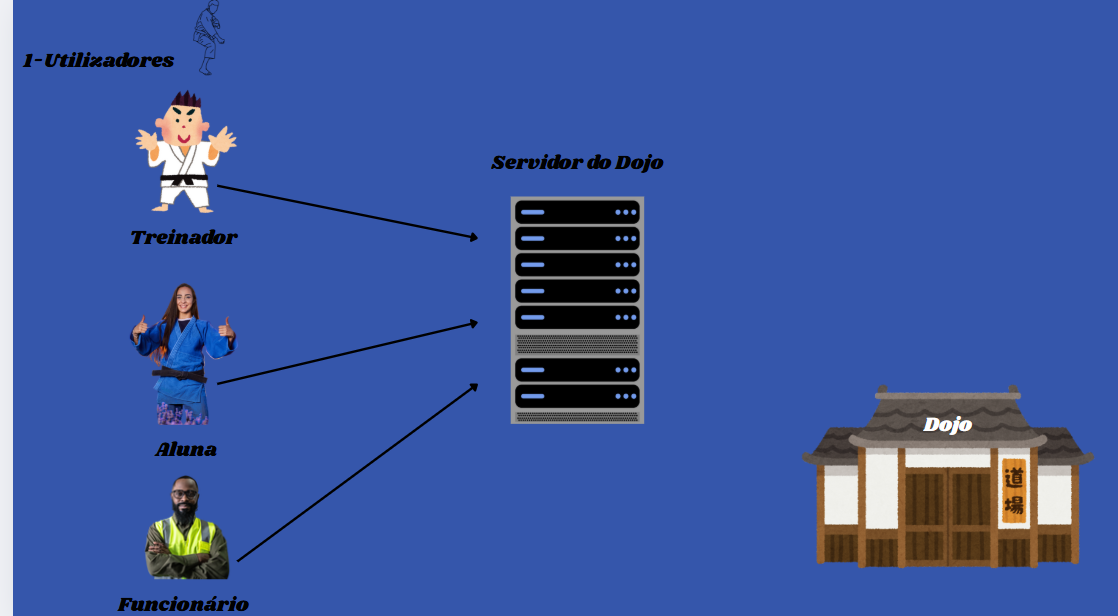 1-Utilizadores
Servidor do Dojo
Treinador
Aluna
Dojo
道場
Funcionário